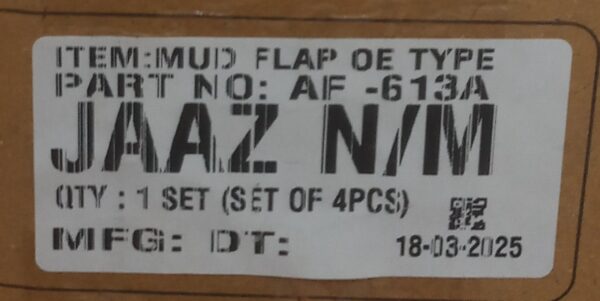 ITEM:MUD FLAP OE TYPE
PART NO: AF -613A
JAAZ N/M
QTY : 1 SET (SET OF 4PCS)
MFG: DT: 18-03-2025